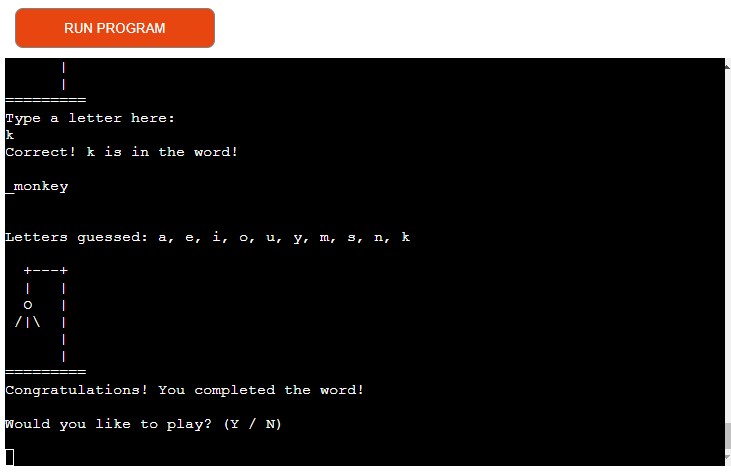 RUN PROGRAM
      |
      |
=========
Type a letter here:
k
Correct! k is in the word!
_monkey
Letters guessed: a, e, i, o, u, y, m, s, n, k
  +---+
  |   |
  O   |
 /|\  |
      |
      |
=========
Congratulations! You completed the word!
Would you like to play? (Y / N)